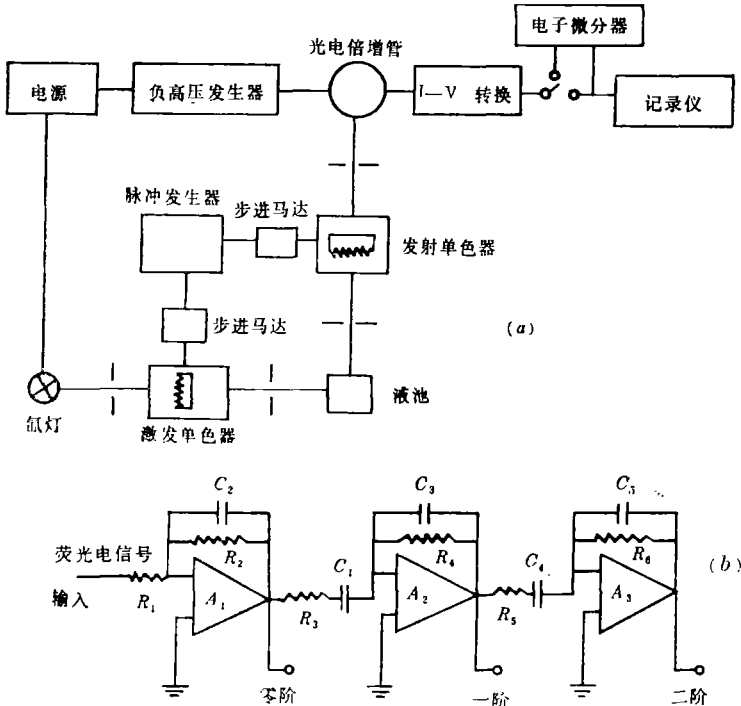 电子微分器
光电倍增管
电源
负高压发生器
I—V 转换
记录仪
脉冲发生器
步进马达
发射单色器
步进马达
(a)
氙灯
激发单色器
液池
C2
C3
C5
荧光电信号
R2
R4
R6
(b)
输入
R1
A1
R3
C1
A2
R5
C4
A3
零阶
一阶
二阶